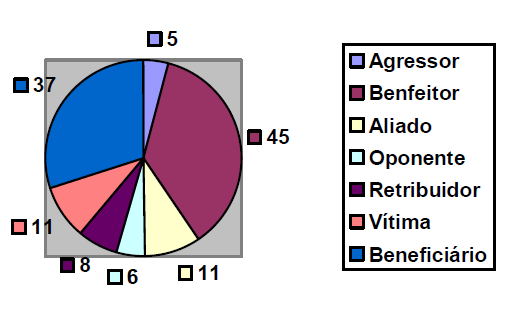 5
37
45
11
8
6
11
Agressor
Benfeitor
Aliado
Oponente
Retribuidor
Vítima
Beneficiário